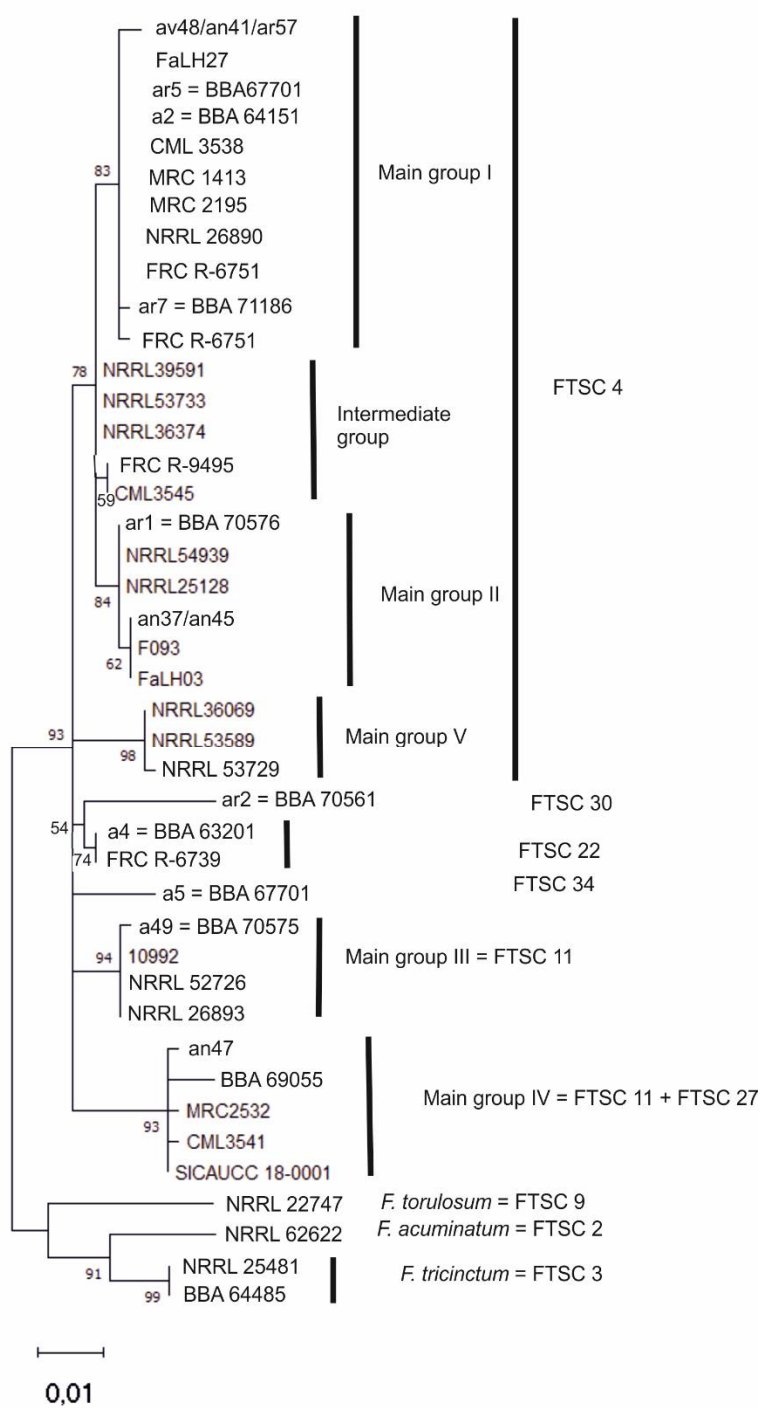 av48/an41/ar57
FaLH27
ar5 = BBA67701
a2 = BBA 64151
CML 3538
83
MRC 1413
Main group I
MRC 2195
NRRL 26890
FRC R-6751
ar7 = BBA 71186
FRC R-6751
78
NRRL39591
FTSC 4
NRRL53733
Intermediate
group
NRRL36374
FRC R-9495
59
CML3545
ar1 = BBA 70576
NRRL54939
NRRL25128
Main group II
84
an37/an45
F093
62
FaLH03
NRRL36069
93
NRRL53589
Main group V
98
NRRL 53729
ar2 = BBA 70561
FTSC 30
54
a4 = BBA 63201
FTSC 22
74
FRC R-6739
a5 = BBA 67701
FTSC 34
a49 = BBA 70575
94
10992
Main group III = FTSC 11
NRRL 52726
NRRL 26893
an47
BBA 69055
Main group IV = FTSC 11 + FTSC 27
MRC2532
93
CML3541
SICAUCC 18-0001
NRRL 22747
F. torulosum = FTSC 9
NRRL 62622
F. acuminatum = FTSC 2
91
NRRL 25481
F. tricinctum = FTSC 3
99
BBA 64485
0,01